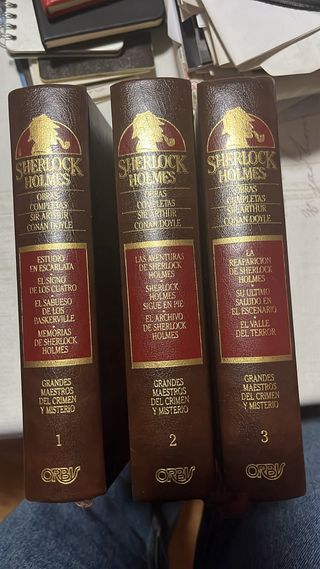 SHERLOCK
HOLMES
OBRAS
COMPLETAS
SIR ARTHUR
CONAN DOYLE
ESTUDIO
EN ESCARLATA
EL SIGNO
DE LOS CUATRO
EL SABUESO
DE LOS
BASKERVILLE
MEMORIAS
DE SHERLOCK
HOLMES
GRANDES
MAESTROS
DEL CRIMEN
Y MISTERIO
1
ORBIS
SHERLOCK
HOLMES
OBRAS
COMPLETAS
SIR ARTHUR
CONAN DOYLE
LAS AVENTURAS
DE SHERLOCK
HOLMES
SHERLOCK
HOLMES
SIGUE EN PIE
EL ARCHIVO
DE SHERLOCK
HOLMES
GRANDES
MAESTROS
DEL CRIMEN
Y MISTERIO
2
ORBIS
SHERLOCK
HOLMES
OBRAS
COMPLETAS
SIR ARTHUR
CONAN DOYLE
LA
REAPARICION
DE SHERLOCK
HOLMES
SU ULTIMO
SALUDO EN
EL ESCENARIO
EL VALLE
DEL TERROR
GRANDES
MAESTROS
DEL CRIMEN
Y MISTERIO
3
ORBIS